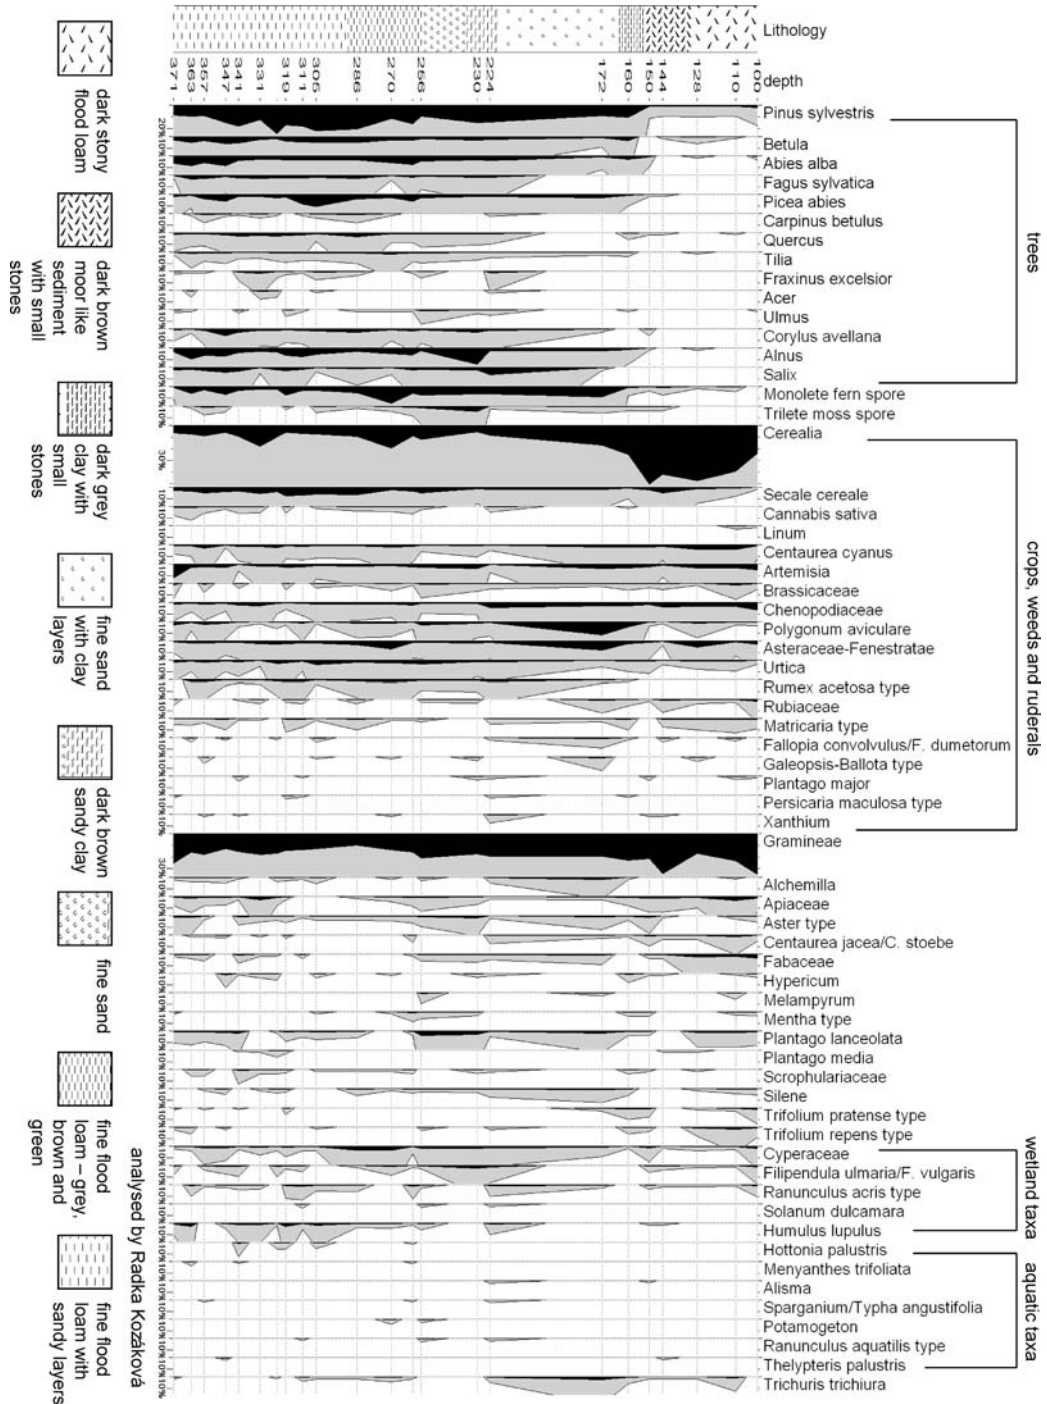 Lithology
depth
371
363
357
347
341
331
319
311
305
286
270
256
230
224
172
160
154
128
110
100
Pinus sylvestris
Betula
Abies alba
Fagus sylvatica
Picea abies
Carpinus betulus
Quercus
Tilia
Fraxinus excelsior
Acer
Ulmus
Corylus avellana
Alnus
Salix
trees
Monolete fern spore
Trilete moss spore
Cerealia
Secale cereale
Cannabis sativa
Linum
Centaurea cyanus
Artemisia
Brassicaceae
Chenopodiaceae
Polygonum aviculare
Asteraceae-Fenestratae
Urtica
Rumex acetosa type
Rubiaceae
Matricaria type
Fallopia convolvulus/F. dumetorum
Galeopsis-Ballota type
Plantago major
Persicaria maculosa type
Xanthium
crops, weeds and ruderals
Gramineae
Alchemilla
Apiaceae
Aster type
Centaurea jacea/C. stoebe
Fabaceae
Hypericum
Melampyrum
Mentha type
Plantago lanceolata
Plantago media
Scrophulariaceae
Silene
Trifolium pratense type
Trifolium repens type
Cyperaceae
Filipendula ulmaria/F. vulgaris
Ranunculus acris type
Solanum dulcamara
Humulus lupulus
wetland taxa
Hottonia palustris
Menyanthes trifoliata
Alisma
Sparganium/Typha angustifolia
Potamogeton
Ranunculus aquatilis type
Thelypteris palustris
aquatic taxa
Trichuris trichiura
20%
30%
30%
dark stony
flood loam
dark brown
moor like
sediment
with small
stones
dark grey
clay with
small
stones
fine sand
with clay
layers
dark brown
sandy clay
fine sand
fine flood
loam – grey,
brown and
green
fine flood
loam with
sandy layers
analysed by Radka Kozáková